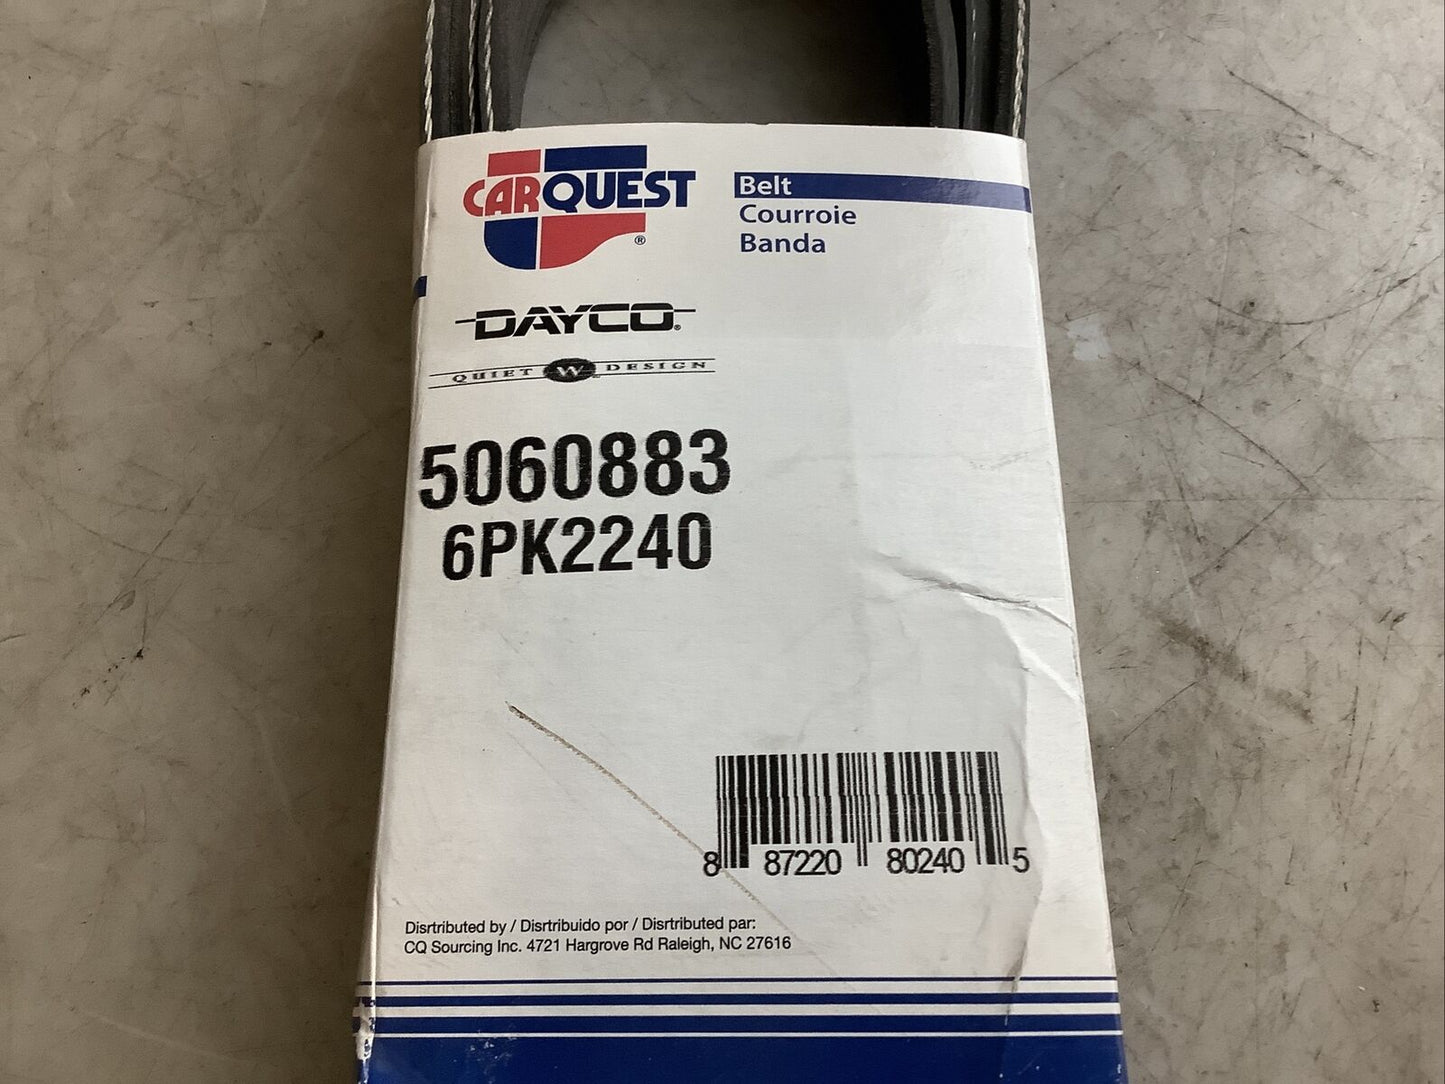 CARQUEST
®
Belt
Courroie
Banda
DAYCO®
QUIET W DESIGN
5060883
6PK2240
8 87220 80240 5
Disrtributed by / Disrtribuido por / Disrtributed par:
CQ Sourcing Inc. 4721 Hargrove Rd Raleigh, NC 27616